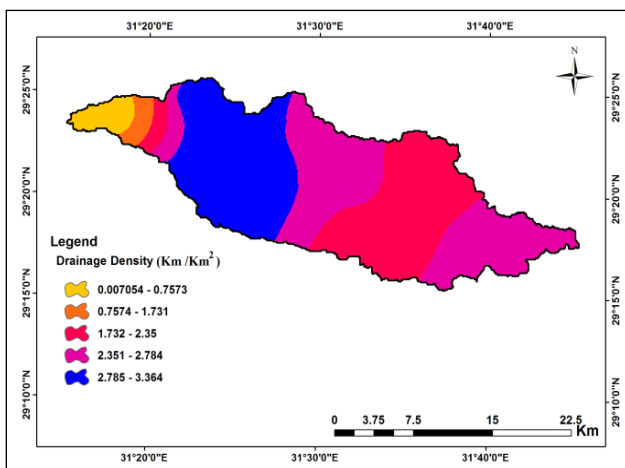 31°20'0"E 31°30'0"E 31°40'0"E
N
29°25'0"N 29°25'0"N
29°20'0"N 29°20'0"N
Legend
Drainage Density (Km /Km²)
0.007054 - 0.7573
0.7574 - 1.731
1.732 - 2.35
2.351 - 2.784
2.785 - 3.364
29°15'0"N 29°15'0"N
29°10'0"N 29°10'0"N
0 3.75 7.5 15 22.5
Km
31°20'0"E 31°30'0"E 31°40'0"E